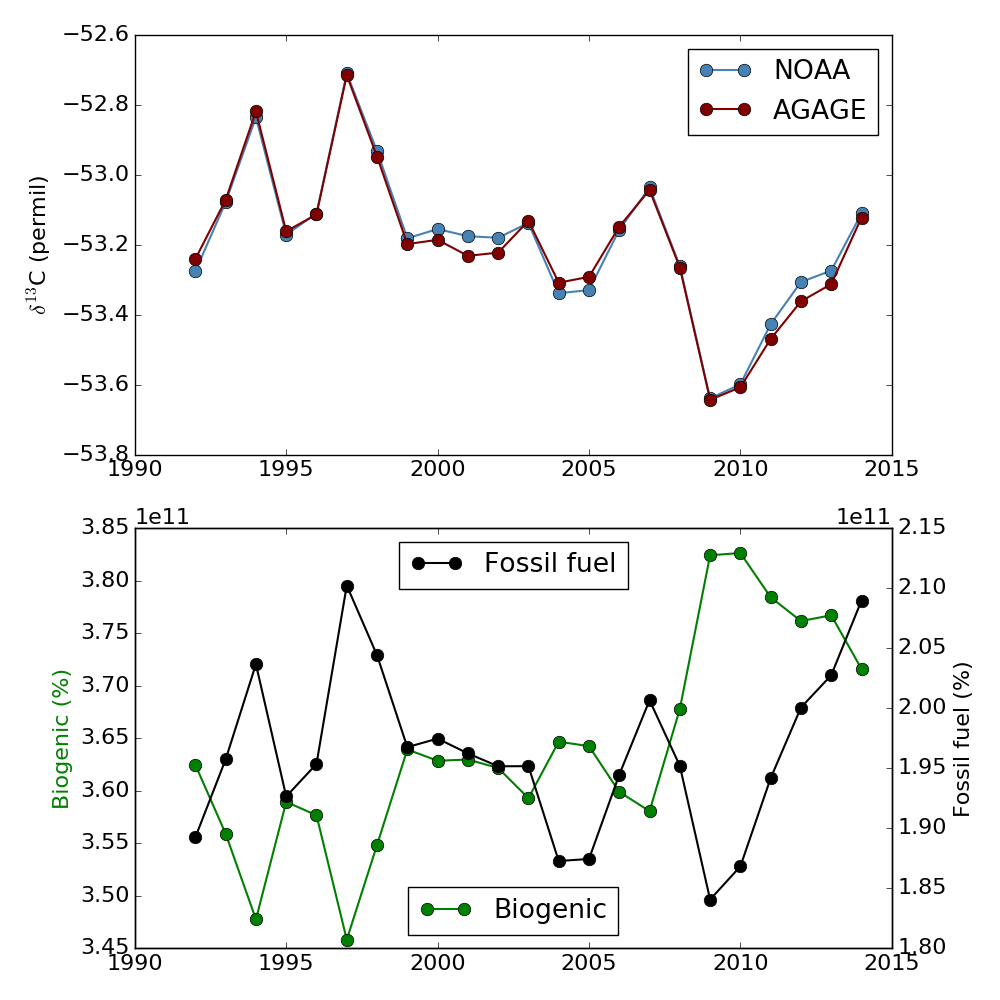 −52.6
−52.8
−53.0
−53.2
−53.4
−53.6
−53.8
δ¹³C (permil)
NOAA
AGAGE
1990 1995 2000 2005 2010 2015
1e11 1e11
3.85
3.80
3.75
3.70
3.65
3.60
3.55
3.50
3.45
Biogenic (%)
Fossil fuel
Biogenic
2.15
2.10
2.05
2.00
1.95
1.90
1.85
1.80
Fossil fuel (%)
1990 1995 2000 2005 2010 2015